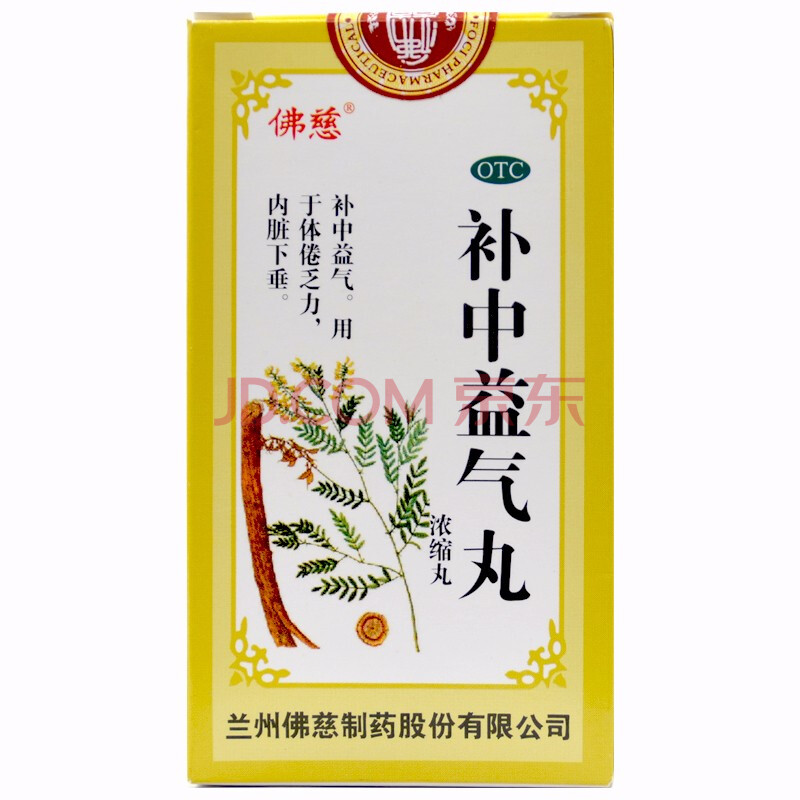 FOCI PHARMACEUTICAL
佛慈®
OTC
补中益气丸
浓缩丸
补中益气。用
于体倦乏力，
内脏下垂。
JD.COM 京东
兰州佛慈制药股份有限公司